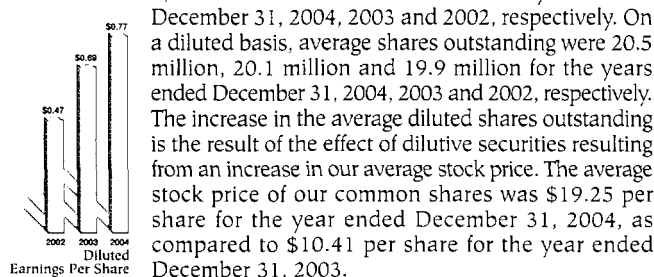 $0.47
$0.69
$0.77
2002 2003 2004
Diluted
Earnings Per Share
December 31, 2004, 2003 and 2002, respectively. On
a diluted basis, average shares outstanding were 20.5
million, 20.1 million and 19.9 million for the years
ended December 31, 2004, 2003 and 2002, respectively.
The increase in the average diluted shares outstanding
is the result of the effect of dilutive securities resulting
from an increase in our average stock price. The average
stock price of our common shares was $19.25 per
share for the year ended December 31, 2004, as
compared to $10.41 per share for the year ended
December 31, 2003.